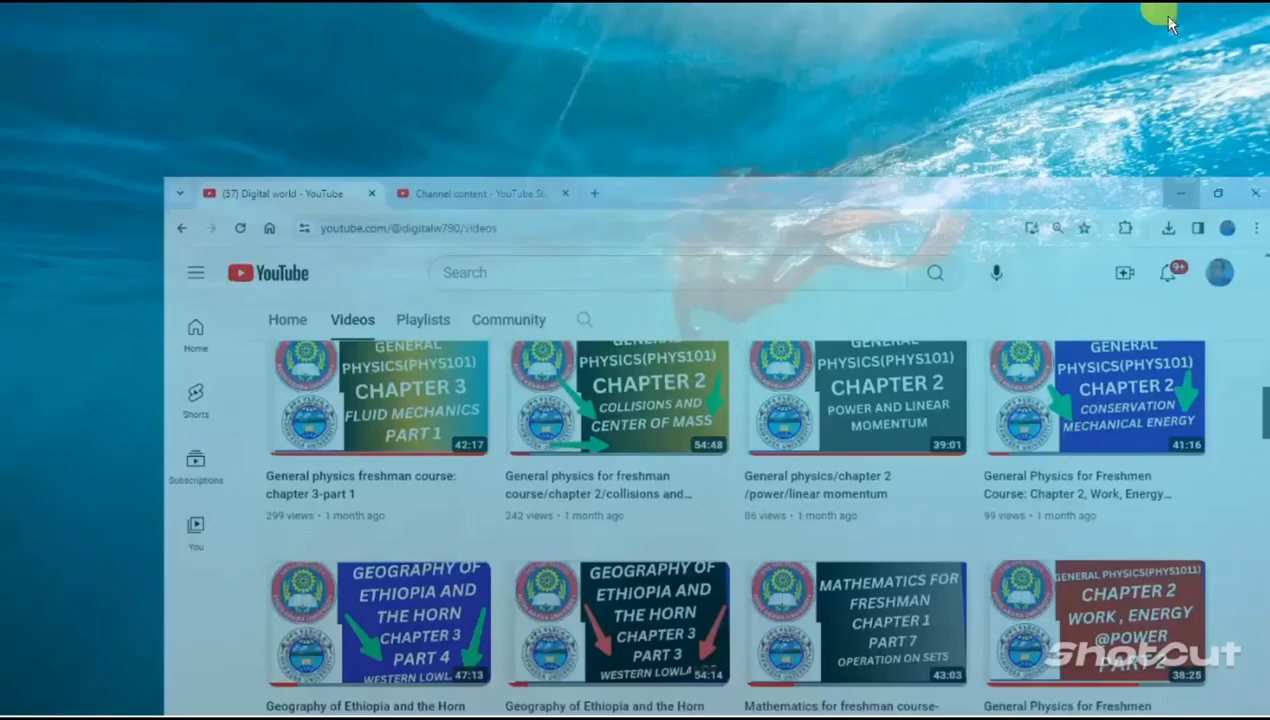 (57) Digital world - YouTube
Channel content - YouTube St
youtube.com/@digitalw790/videos
YouTube
Search
9+
Home
Videos
Playlists
Community
Home
Shorts
Subscriptions
You
GENERAL
PHYSICS(PHYS101)
CHAPTER 3
FLUID MECHANICS
PART 1
42:17
General physics freshman course:
chapter 3-part 1
299 views • 1 month ago
GENERAL
PHYSICS(PHYS101)
CHAPTER 2
COLLISIONS AND
CENTER OF MASS
54:48
General physics for freshman
course/chapter 2/collisions and...
242 views • 1 month ago
GENERAL
PHYSICS(PHYS101)
CHAPTER 2
POWER AND LINEAR
MOMENTUM
39:01
General physics/chapter 2
/power/linear momentum
86 views • 1 month ago
GENERAL
PHYSICS(PHYS101)
CHAPTER 2
CONSERVATION
MECHANICAL ENERGY
41:16
General Physics for Freshmen
Course: Chapter 2, Work, Energy...
99 views • 1 month ago
GEOGRAPHY OF
ETHIOPIA AND
THE HORN
CHAPTER 3
PART 4
WESTERN LOWL
47:13
Geography of Ethiopia and the Horn
GEOGRAPHY OF
ETHIOPIA AND
THE HORN
CHAPTER 3
PART 3
WESTERN LOWLA
54:14
Geography of Ethiopia and the Horn
MATHEMATICS FOR
FRESHMAN
CHAPTER 1
PART 7
OPERATION ON SETS
43:03
Mathematics for freshman course-
GENERAL PHYSICS(PHYS1011)
CHAPTER 2
WORK , ENERGY
@POWER
PART 2
38:25
General Physics for Freshmen
Shotcut